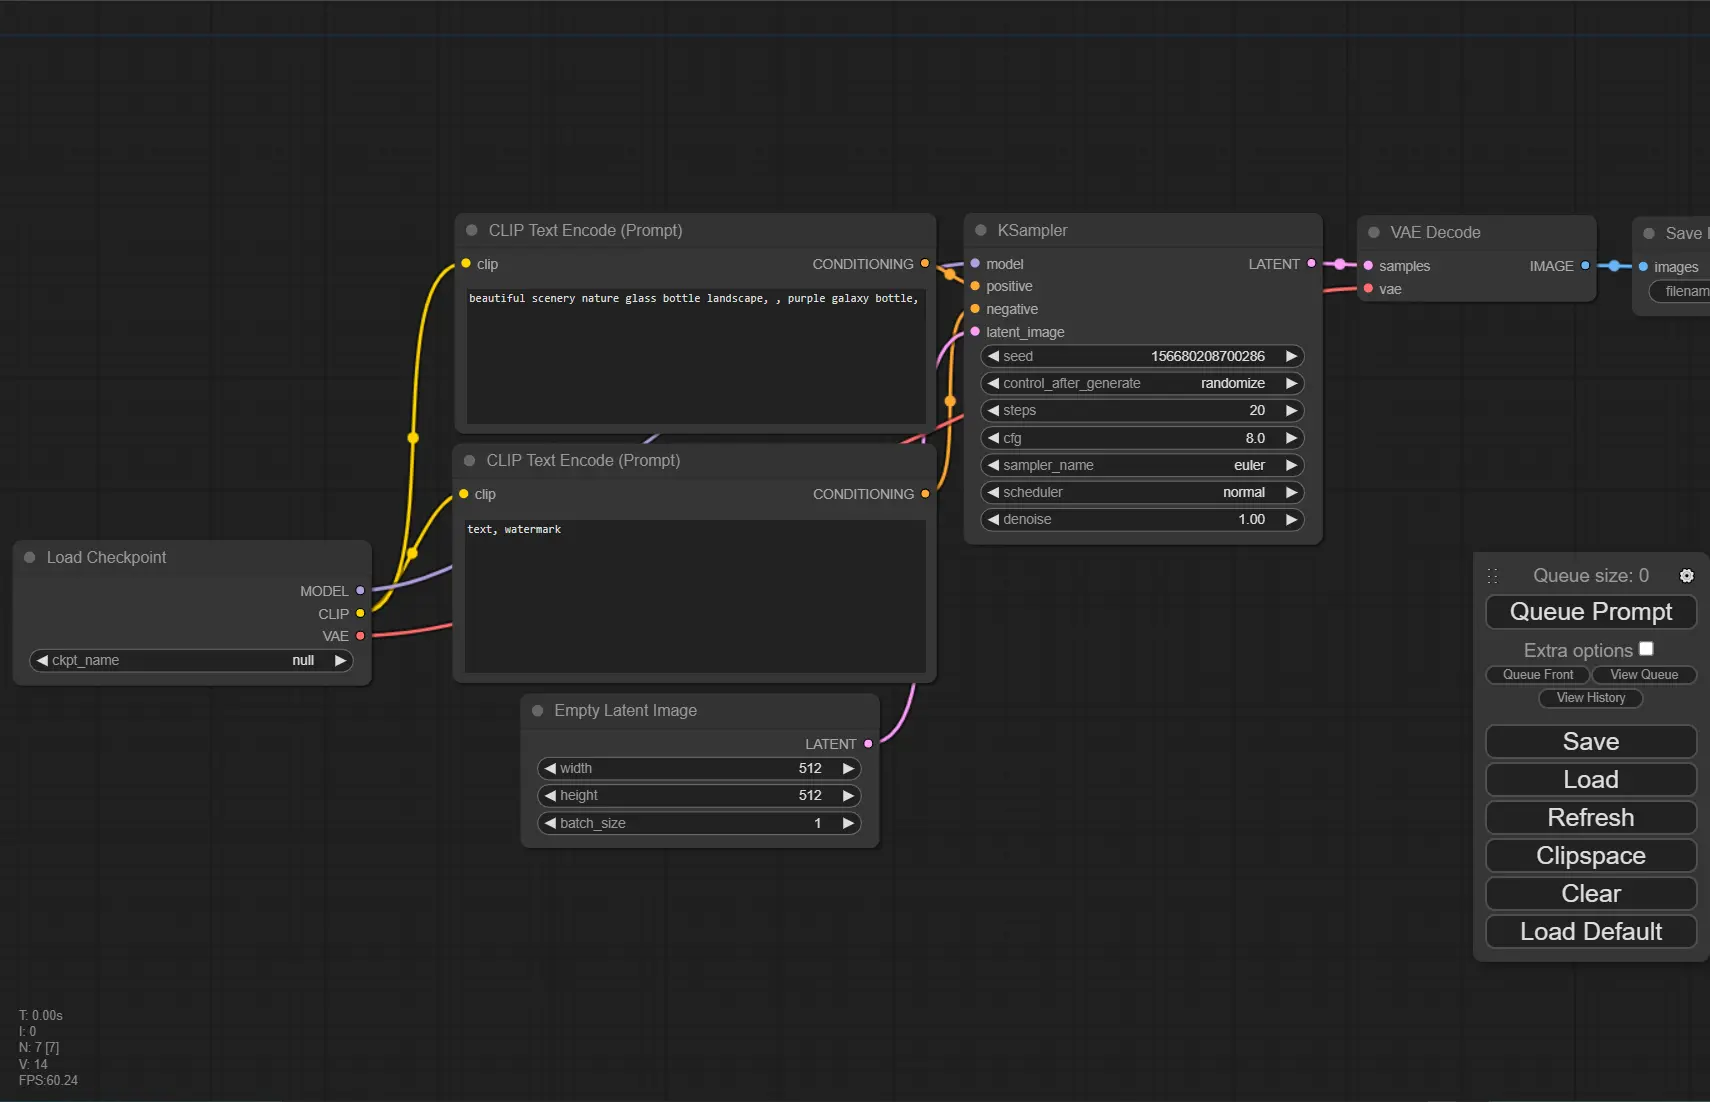 CLIP Text Encode (Prompt)
clip
CONDITIONING
beautiful scenery nature glass bottle landscape, , purple galaxy bottle,
CLIP Text Encode (Prompt)
clip
CONDITIONING
text, watermark
Load Checkpoint
MODEL
CLIP
VAE
ckpt_name null
Empty Latent Image
LATENT
width 512
height 512
batch_size 1
KSampler
model LATENT
positive
negative
latent_image
seed 156680208700286
control_after_generate randomize
steps 20
cfg 8.0
sampler_name euler
scheduler normal
denoise 1.00
VAE Decode
samples IMAGE
vae
Save
images
filenam
Queue size: 0
Queue Prompt
Extra options
Queue Front View Queue
View History
Save
Load
Refresh
Clipspace
Clear
Load Default
T: 0.00s
I: 0
N: 7 [7]
V: 14
FPS:60.24